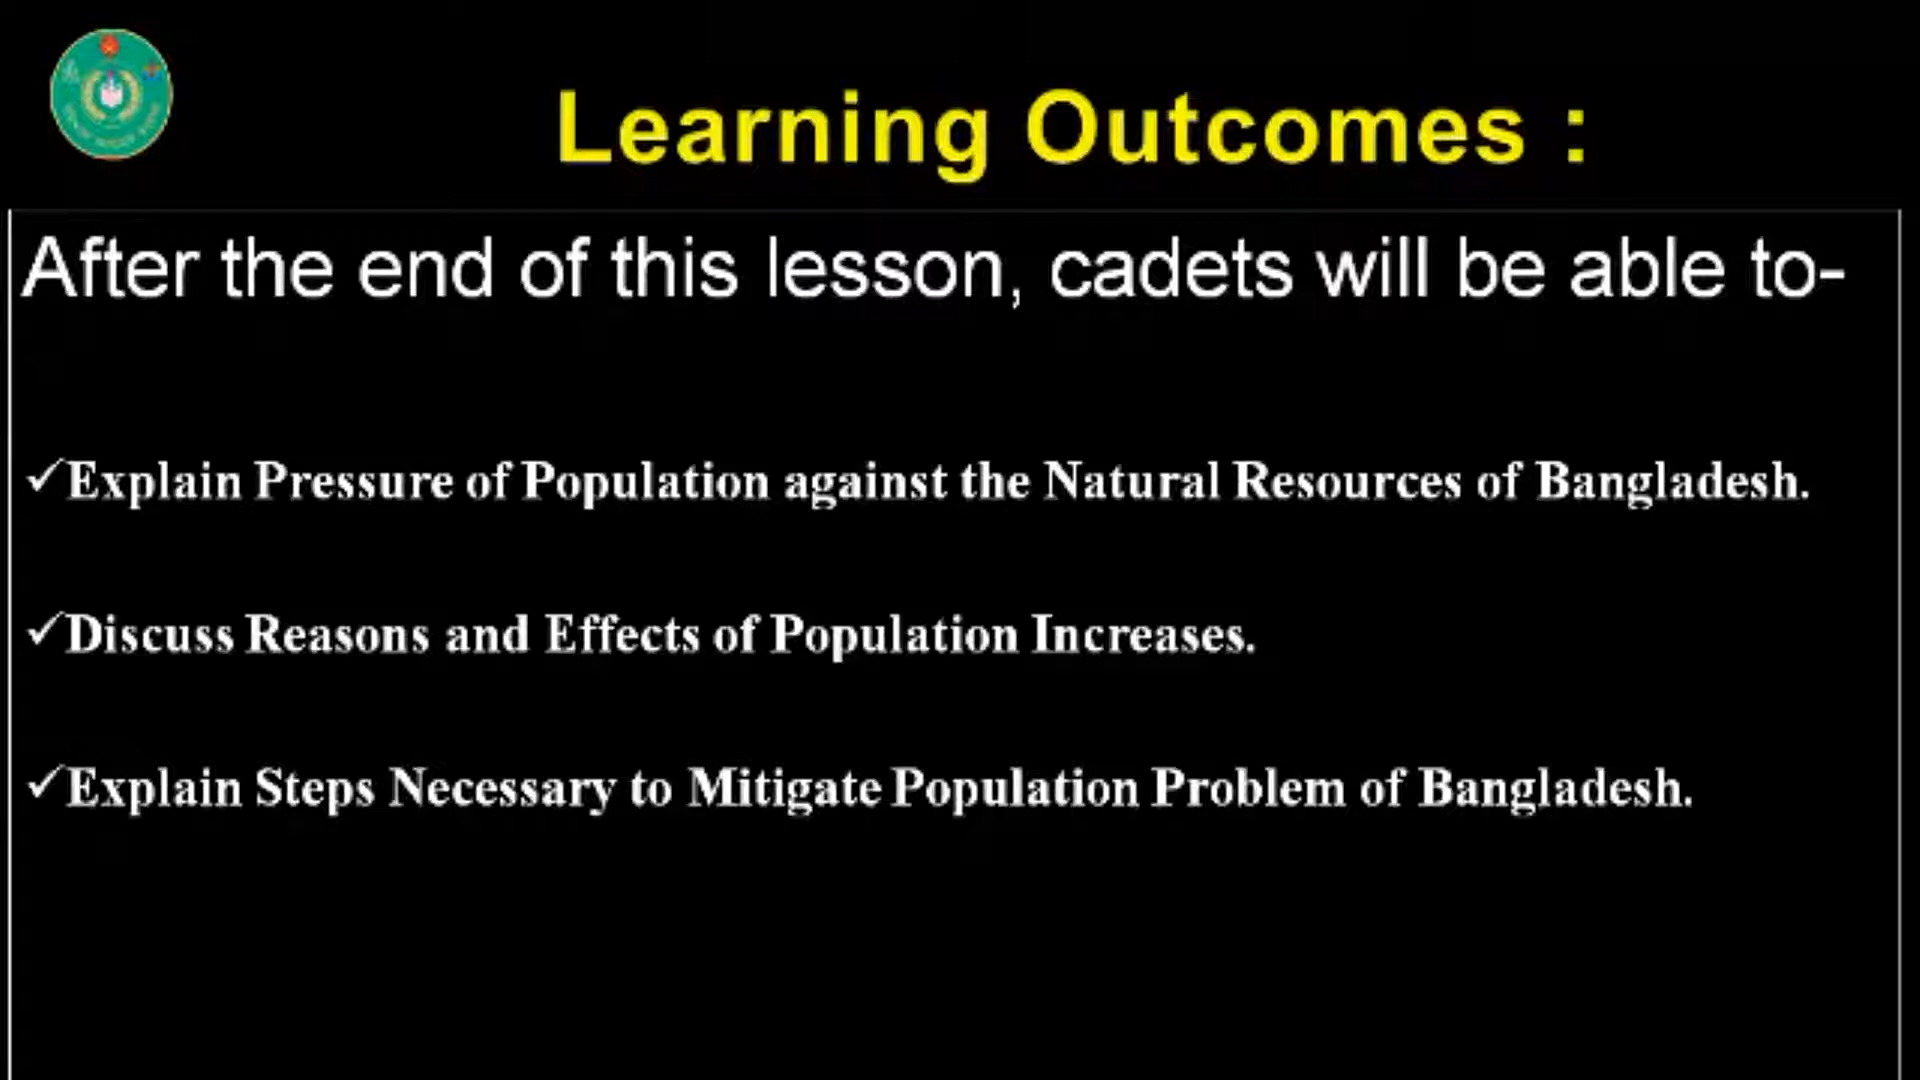 Learning Outcomes :
After the end of this lesson, cadets will be able to-
✓Explain Pressure of Population against the Natural Resources of Bangladesh.
✓Discuss Reasons and Effects of Population Increases.
✓Explain Steps Necessary to Mitigate Population Problem of Bangladesh.